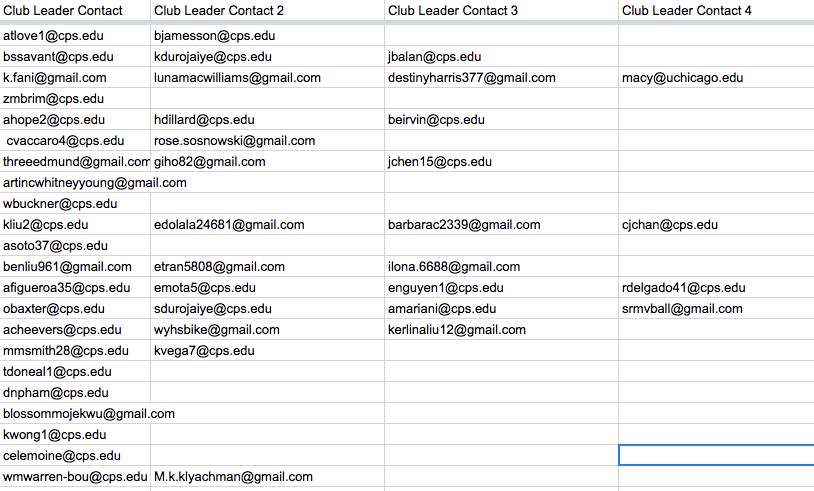 Club Leader Contact Club Leader Contact 2 Club Leader Contact 3 Club Leader Contact 4
atlove1@cps.edu bjamesson@cps.edu
bssavant@cps.edu kdurojaiye@cps.edu jbalan@cps.edu
k.fani@gmail.com lunamacwilliams@gmail.com destinyharris377@gmail.com macy@uchicago.edu
zmbrim@cps.edu
ahope2@cps.edu hdillard@cps.edu beirvin@cps.edu
cvaccaro4@cps.edu rose.sosnowski@gmail.com
threeedmund@gmail.com giho82@gmail.com jchen15@cps.edu
artincwhitneyyoung@gmail.com
wbuckner@cps.edu
kliu2@cps.edu edolala24681@gmail.com barbarac2339@gmail.com cjchan@cps.edu
asoto37@cps.edu
benliu961@gmail.com etran5808@gmail.com ilona.6688@gmail.com
afigueroa35@cps.edu emota5@cps.edu enguyen1@cps.edu rdelgado41@cps.edu
obaxter@cps.edu sdurojaiye@cps.edu amariani@cps.edu srmvball@gmail.com
acheevers@cps.edu wyhsbike@gmail.com kerlinaliu12@gmail.com
mmsmith28@cps.edu kvega7@cps.edu
tdoneal1@cps.edu
dnpham@cps.edu
blossommojekwu@gmail.com
kwong1@cps.edu
celemoine@cps.edu
wmwarren-bou@cps.edu M.k.klyachman@gmail.com